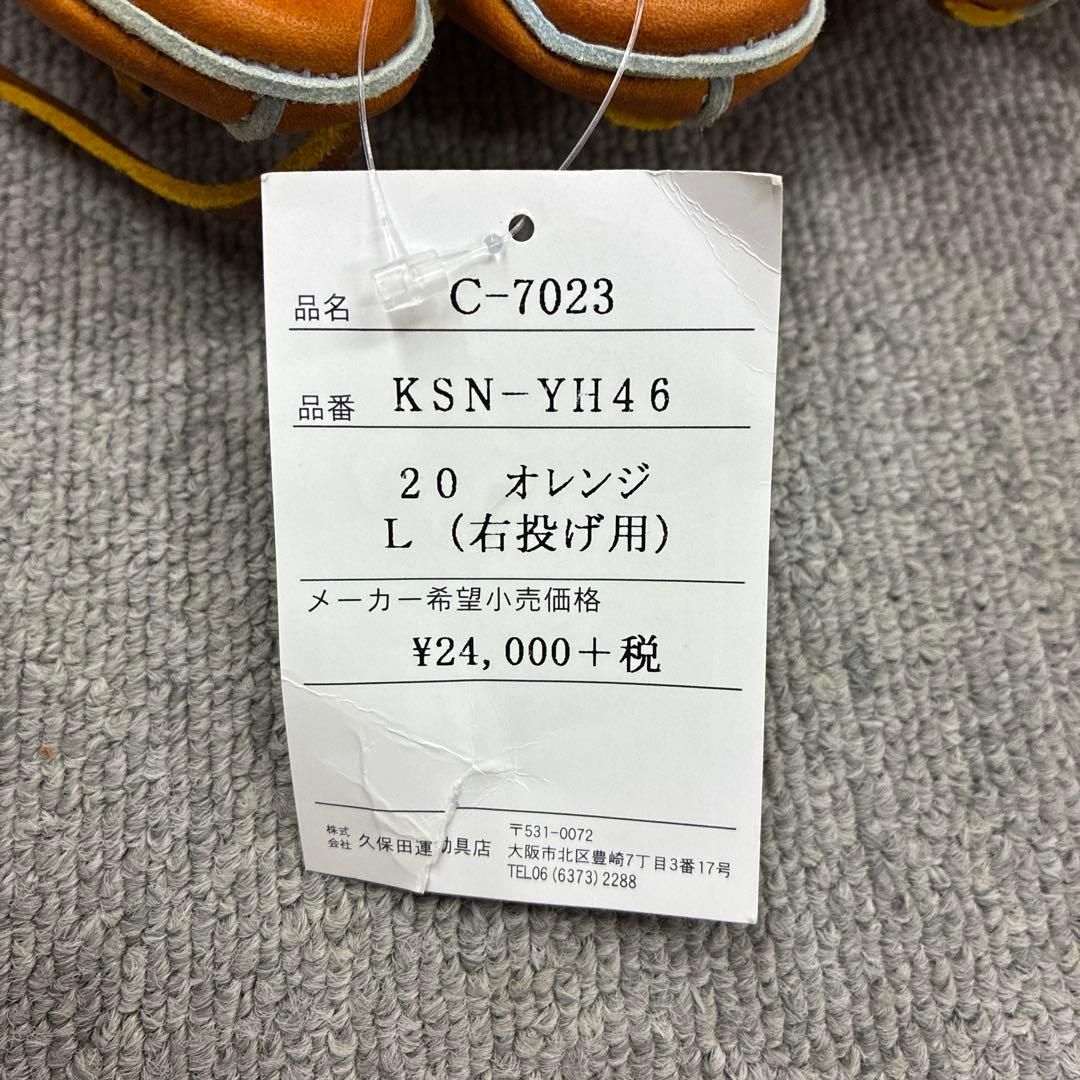 品名 C-7023
品番 KSN-YH46
20 オレンジ
L (右投げ用)
メーカー希望小売価格
¥24,000+税
株式会社 久保田運動具店
〒531-0072
大阪市北区豊崎7丁目3番17号
TEL06(6373)2288